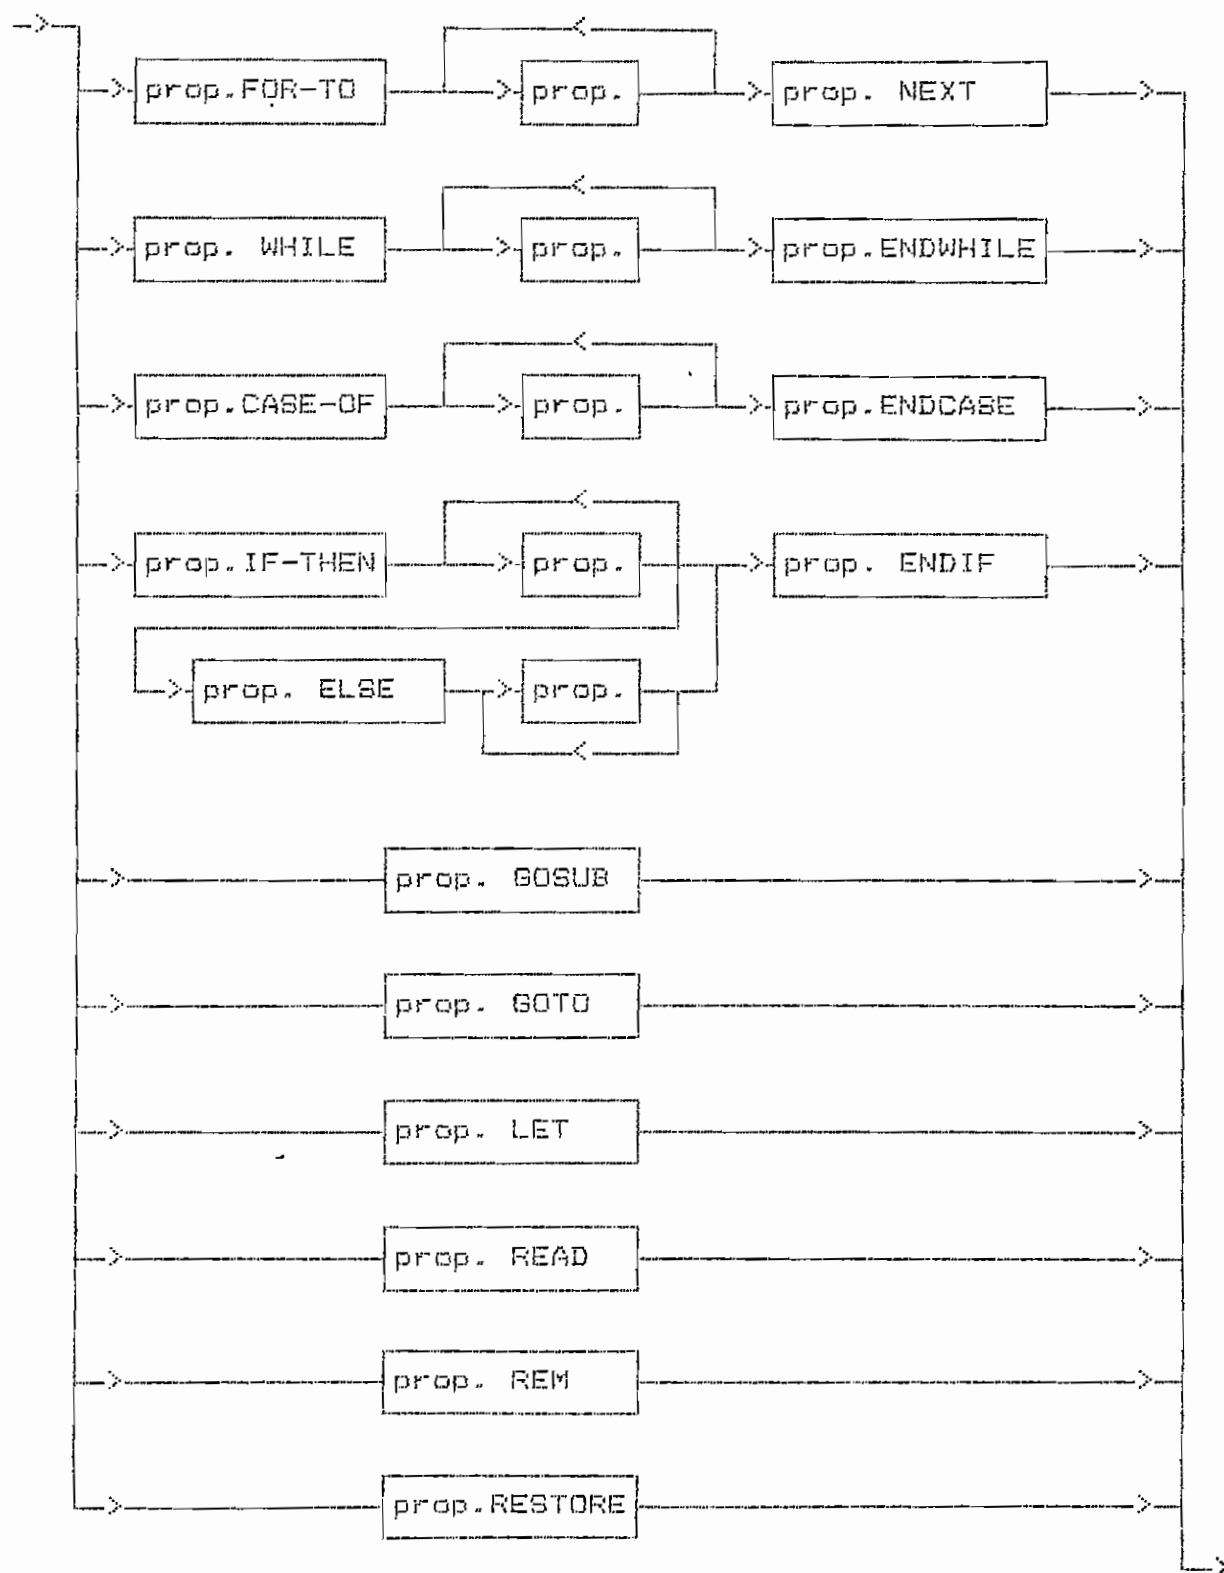 prop.FOR-TO prop. prop. NEXT
prop. WHILE prop. prop.ENDWHILE
prop.CASE-OF prop. prop.ENDCASE
prop.IF-THEN prop. prop. ENDIF
prop. ELSE prop.
prop. GOSUB
prop. GOTO
prop. LET
prop. READ
prop. REM
prop.RESTORE